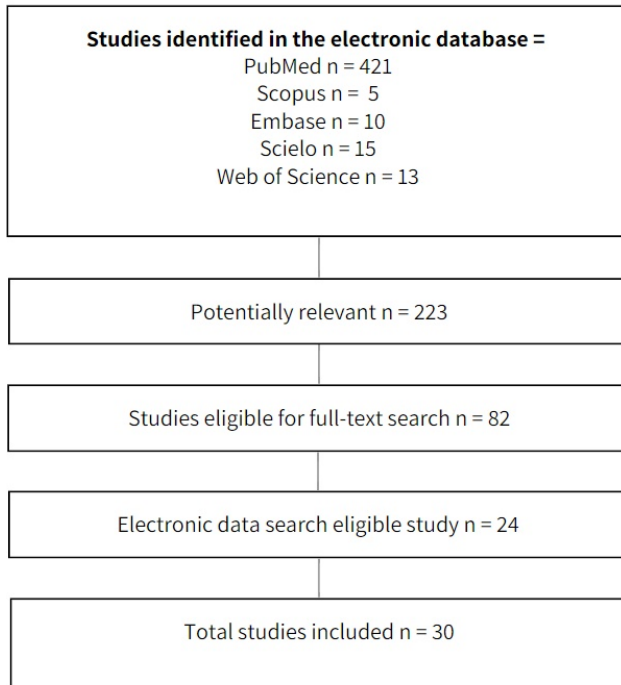 Studies identified in the electronic database =
PubMed n = 421
Scopus n = 5
Embase n = 10
Scielo n = 15
Web of Science n = 13
Potentially relevant n = 223
Studies eligible for full-text search n = 82
Electronic data search eligible study n = 24
Total studies included n = 30